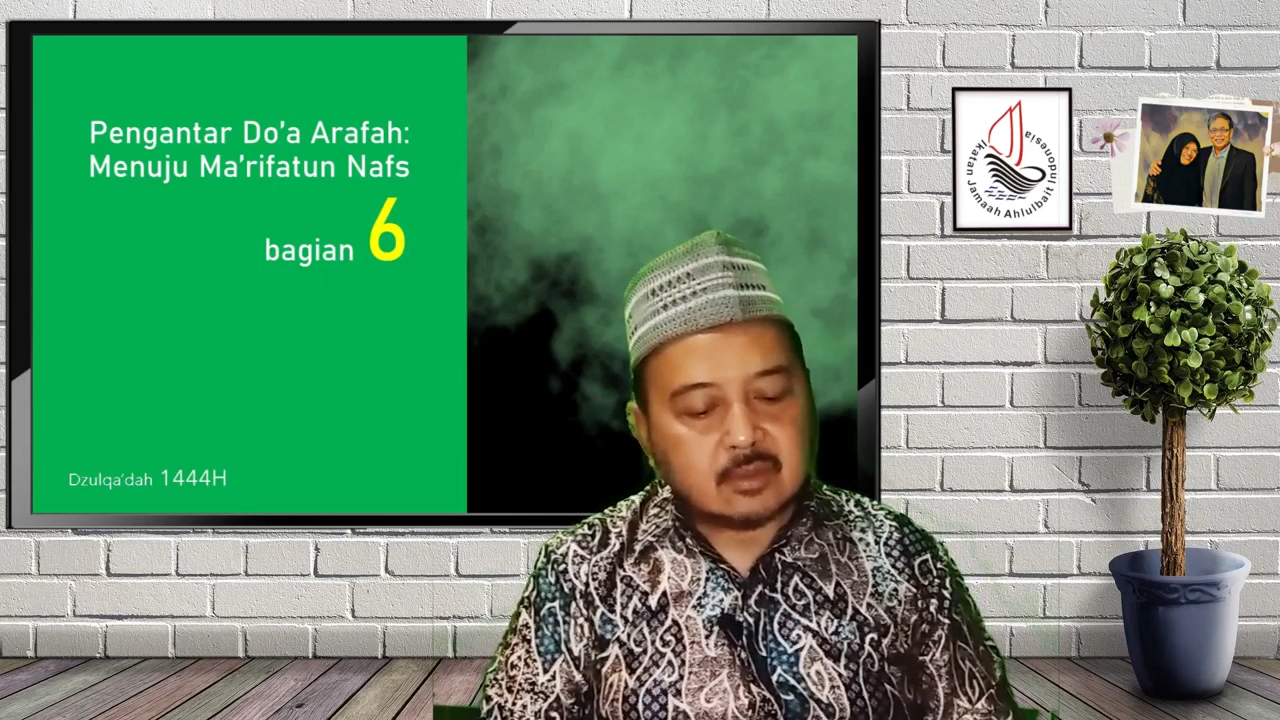 Pengantar Do'a Arafah:
Menuju Ma'rifatun Nafs
bagian 6
Dzulqa'dah 1444H
Ikatan Jamaah Ahlulbait Indonesia